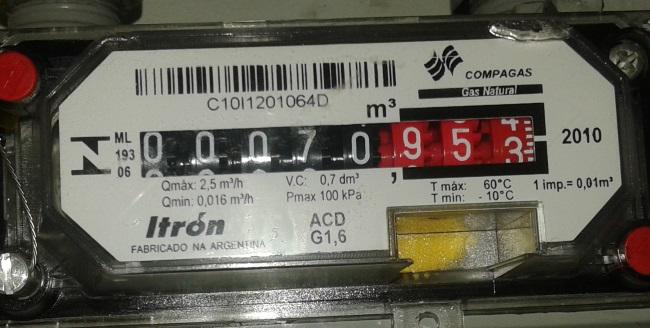 COMPAGAS
Gas Natural
C10I1201064D
m³
ML
193
06
0 0 0 7 0 , 9 5 3
4
2010
Qmáx: 2,5 m³/h
Qmin: 0,016 m³/h
V.C: 0,7 dm³
Pmax 100 kPa
T máx: 60°C
T min: - 10°C
1 imp.= 0,01m³
Itrón
FABRICADO NA ARGENTINA
ACD
G1,6